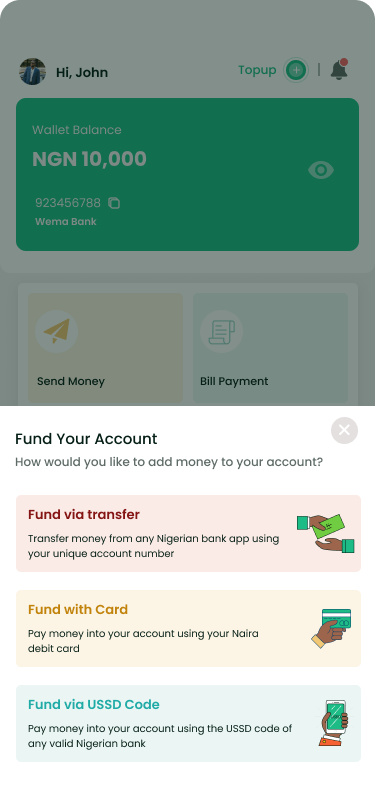 Hi, John
Topup
Wallet Balance
NGN 10,000
923456788
Wema Bank
Send Money
Bill Payment
Fund Your Account
How would you like to add money to your account?
Fund via transfer
Transfer money from any Nigerian bank app using
your unique account number
Fund with Card
Pay money into your account using your Naira
debit card
Fund via USSD Code
Pay money into your account using the USSD code of
any valid Nigerian bank